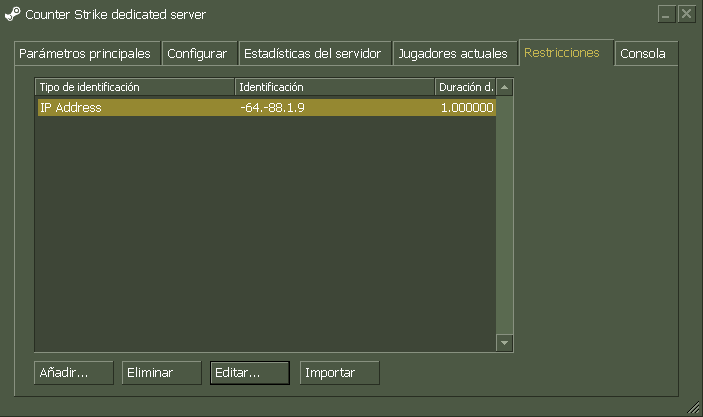 Counter Strike dedicated server
Parámetros principales Configurar Estadísticas del servidor Jugadores actuales Restricciones Consola
Tipo de identificación Identificación Duración d.
IP Address -64.-88.1.9 1.000000
Añadir... Eliminar Editar... Importar